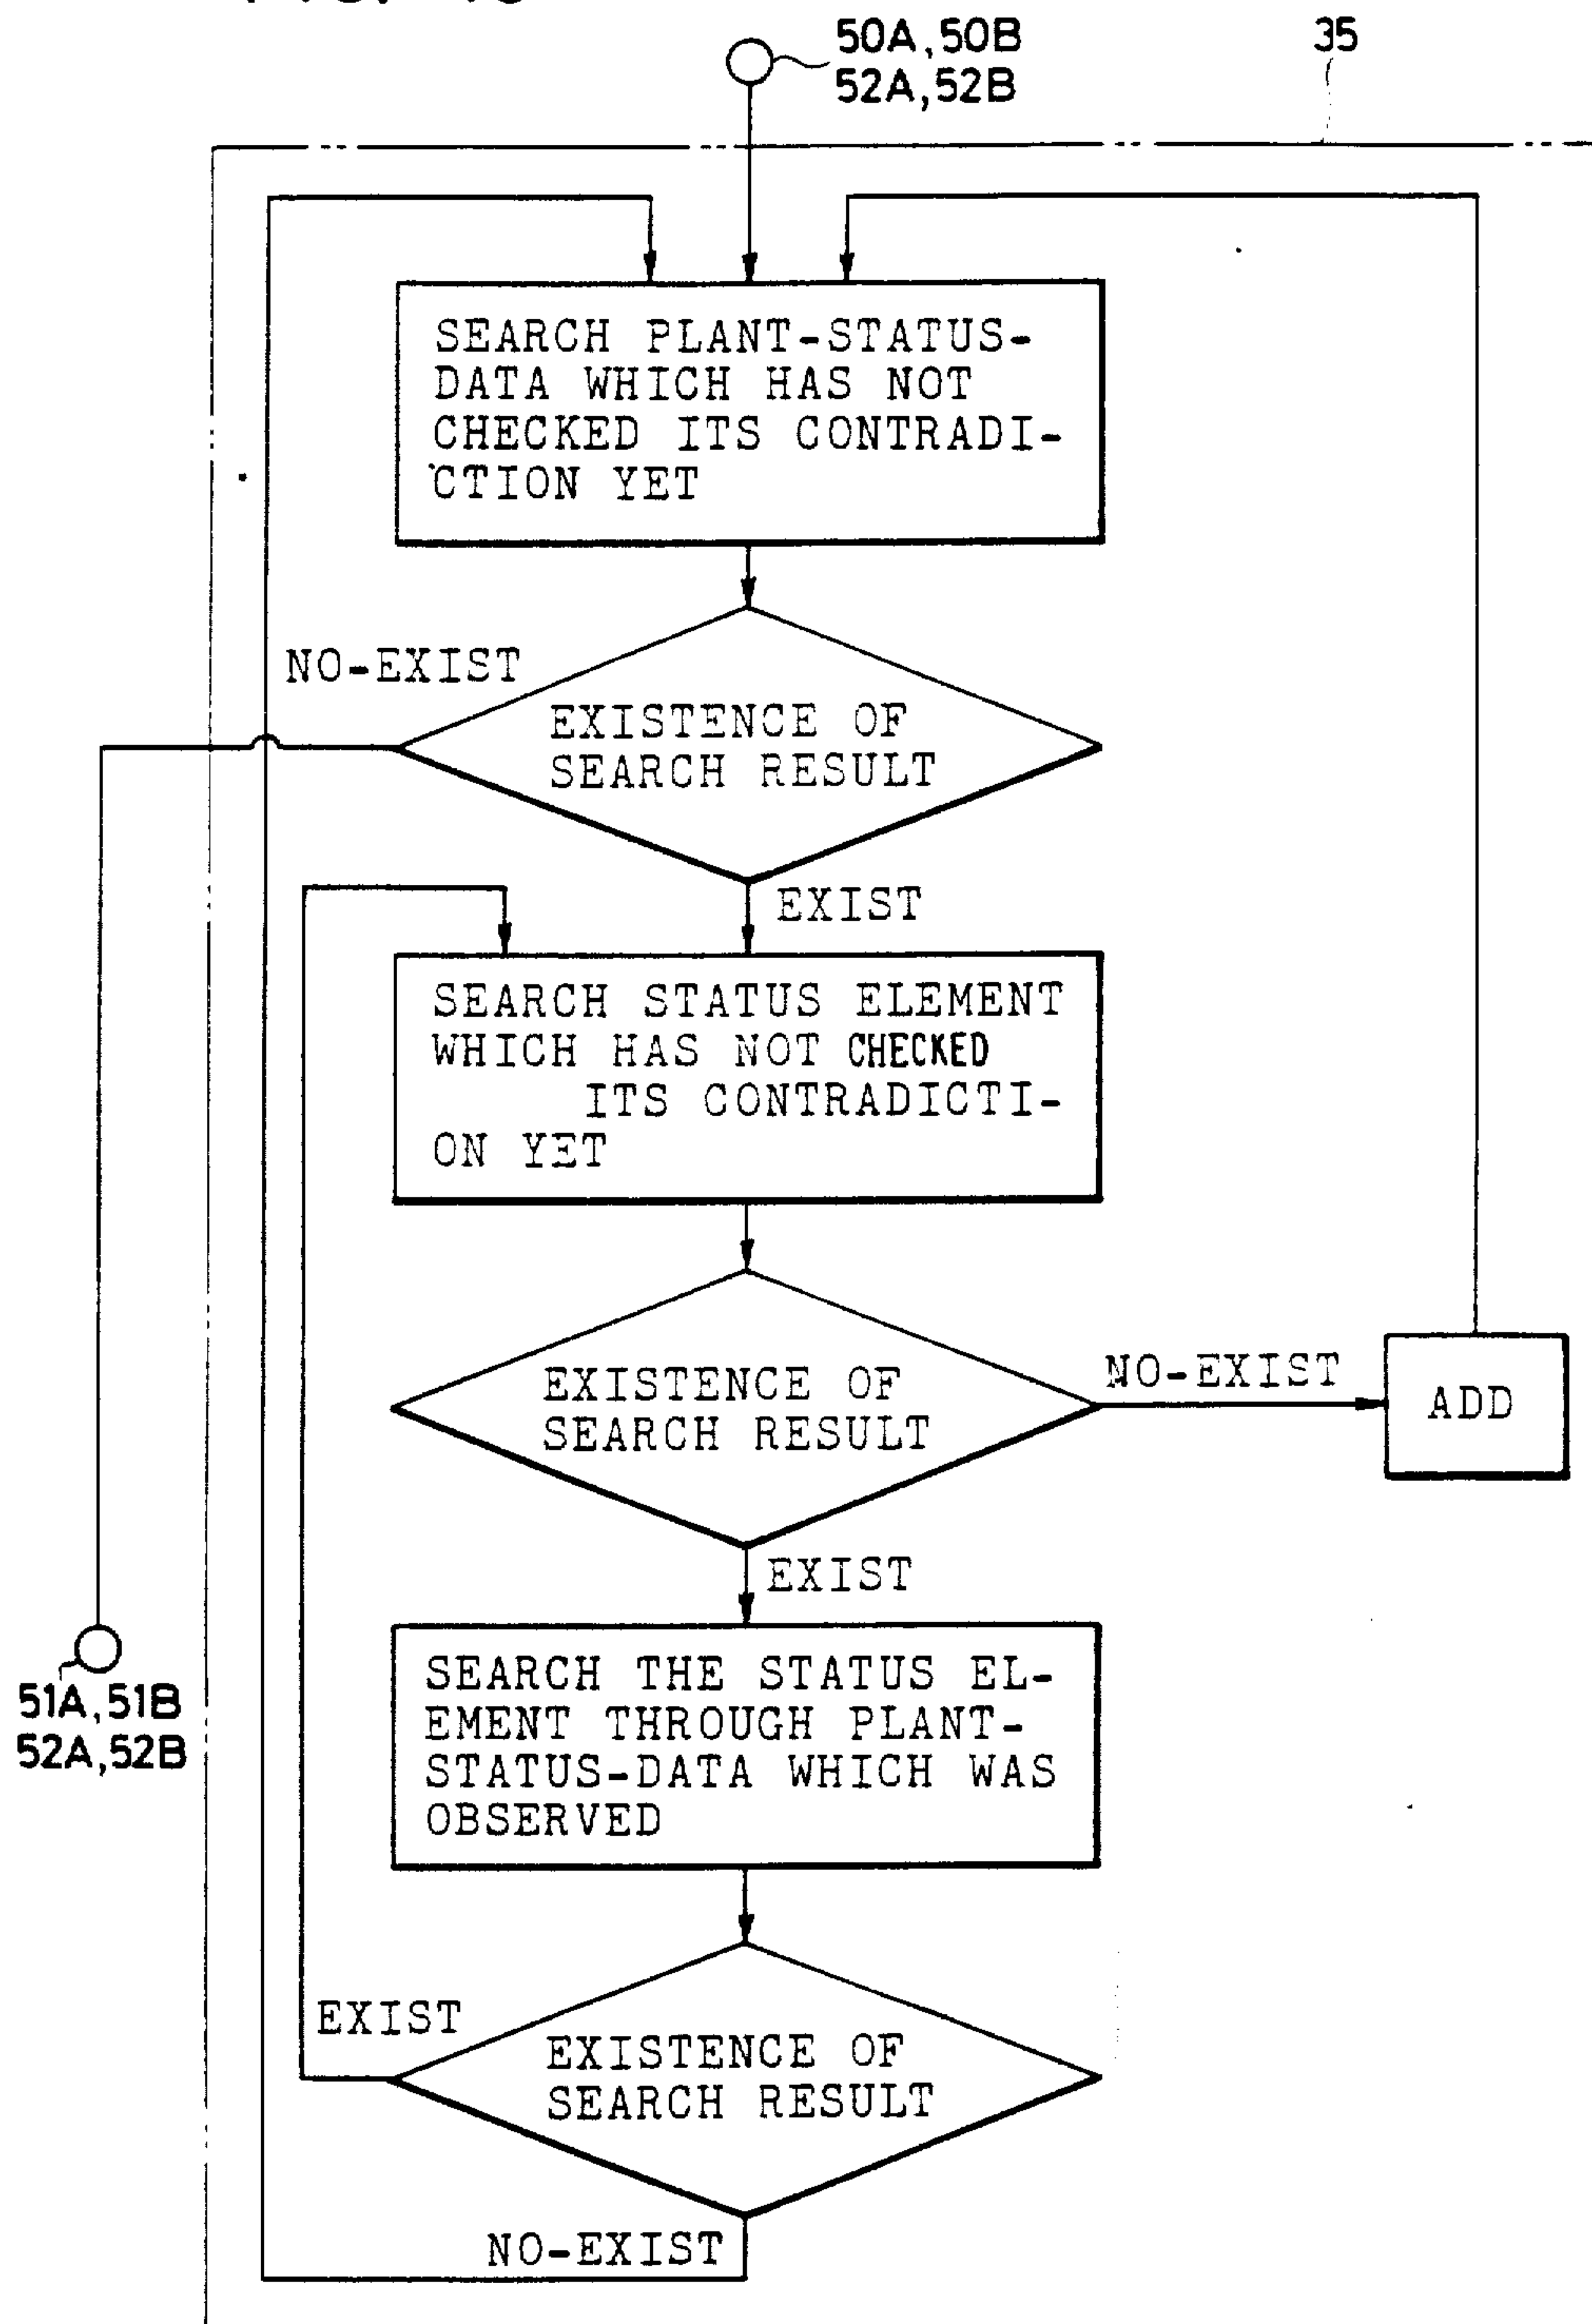 50A,50B
52A,52B
35
SEARCH PLANT-STATUS-
DATA WHICH HAS NOT
CHECKED ITS CONTRADI-
CTION YET
NO-EXIST
EXISTENCE OF
SEARCH RESULT
EXIST
SEARCH STATUS ELEMENT
WHICH HAS NOT CHECKED
ITS CONTRADICTI-
ON YET
EXISTENCE OF
SEARCH RESULT
NO-EXIST
ADD
EXIST
SEARCH THE STATUS EL-
EMENT THROUGH PLANT-
STATUS-DATA WHICH WAS
OBSERVED
51A,51B
52A,52B
EXIST
EXISTENCE OF
SEARCH RESULT
NO-EXIST